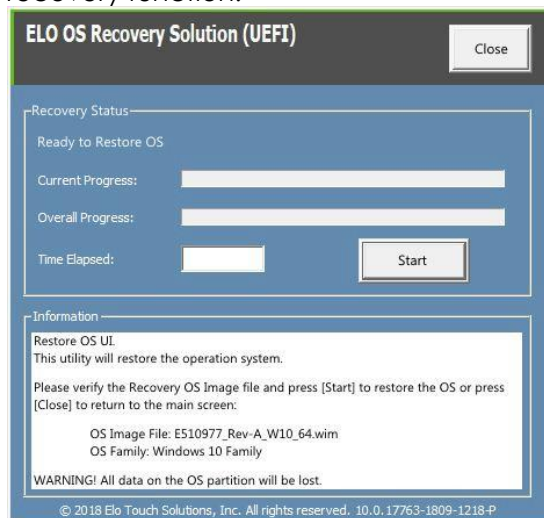 recovery function.
ELO OS Recovery Solution (UEFI)
Close
Recovery Status
Ready to Restore OS
Current Progress:
Overall Progress:
Time Elapsed:
Start
Information
Restore OS UI.
This utility will restore the operation system.
Please verify the Recovery OS Image file and press [Start] to restore the OS or press
[Close] to return to the main screen:
OS Image File: E510977_Rev-A_W10_64.wim
OS Family: Windows 10 Family
WARNING! All data on the OS partition will be lost.
© 2018 Elo Touch Solutions, Inc. All rights reserved. 10.0.17763-1809-1218-P